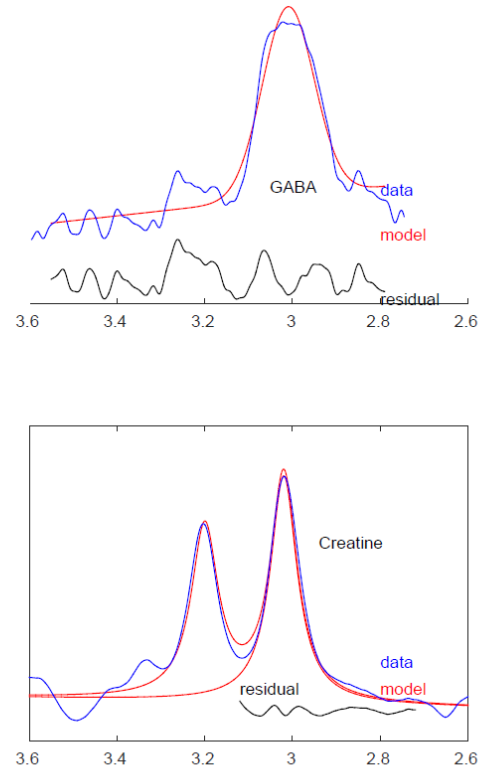 GABA
data
model
residual
3.6 3.4 3.2 3 2.8 2.6
Creatine
data
residual model
3.6 3.4 3.2 3 2.8 2.6